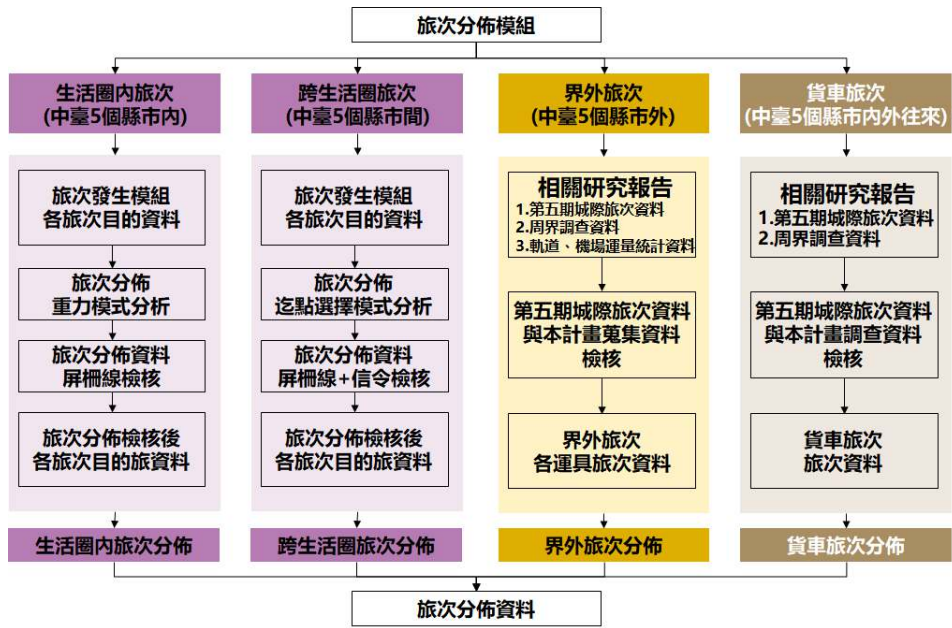 旅次分佈模組
生活圈內旅次
(中臺5個縣市內)
旅次發生模組
各旅次目的資料
旅次分佈
重力模式分析
旅次分佈資料
屏柵線檢核
旅次分佈檢核後
各旅次目的旅資料
生活圈內旅次分佈
跨生活圈旅次
(中臺5個縣市間)
旅次發生模組
各旅次目的資料
旅次分佈
迄點選擇模式分析
旅次分佈資料
屏柵線+信令檢核
旅次分佈檢核後
各旅次目的旅資料
跨生活圈旅次分佈
界外旅次
(中臺5個縣市外)
相關研究報告
1.第五期城際旅次資料
2.周界調查資料
3.軌道、機場運量統計資料
第五期城際旅次資料
與本計畫蒐集資料
檢核
界外旅次
各運具旅次資料
界外旅次分佈
貨車旅次
(中臺5個縣市內外往來)
相關研究報告
1.第五期城際旅次資料
2.周界調查資料
第五期城際旅次資料
與本計畫調查資料
檢核
貨車旅次
旅次資料
貨車旅次分佈
旅次分佈資料